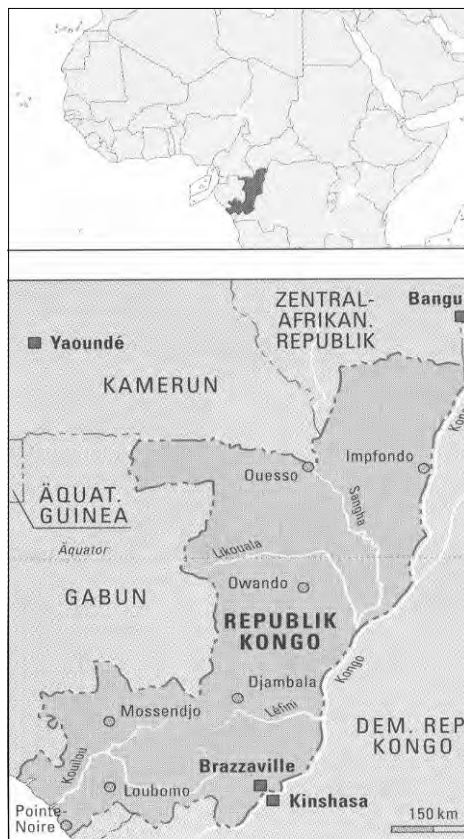 ZENTRAL-
AFRIKAN.
REPUBLIK
Bangu
Yaoundé
KAMERUN
Kon
Ouesso
Impfondo
ÄQUAT.
GUINEA
Sangha
Äquator
Likouala
GABUN
Owando
REPUBLIK
KONGO
Kongo
Djambala
Mossendjo
Léfini
DEM. REP
KONGO
Kouilou
Brazzaville
Loubomo
Kinshasa
Pointe-
Noire
150 km